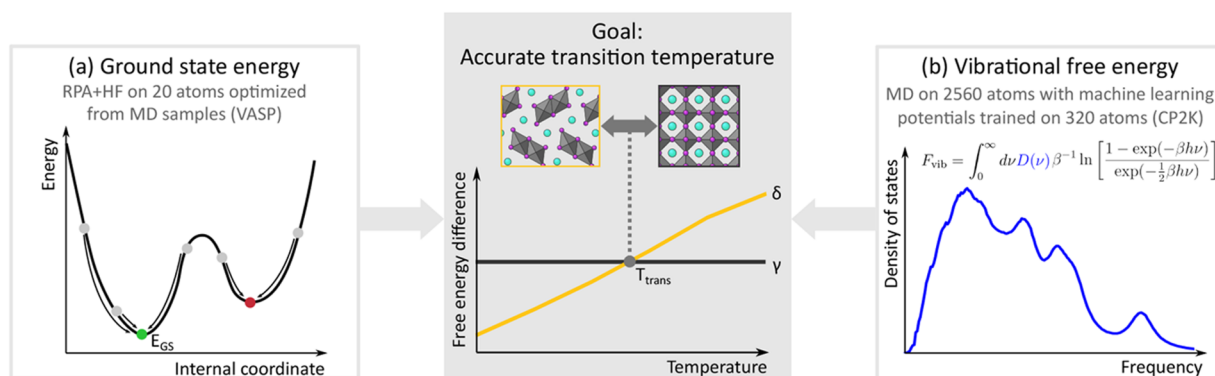 (a) Ground state energy
RPA+HF on 20 atoms optimized
from MD samples (VASP)
Energy
E_GS
Internal coordinate
Goal:
Accurate transition temperature
Free energy difference
δ
γ
T_trans
Temperature
(b) Vibrational free energy
MD on 2560 atoms with machine learning
potentials trained on 320 atoms (CP2K)
F_vib = ∫_0^∞ dνD(ν)β^{-1} ln [ (1 − exp(−βhν)) / exp(−½βhν) ]
Density of states
Frequency